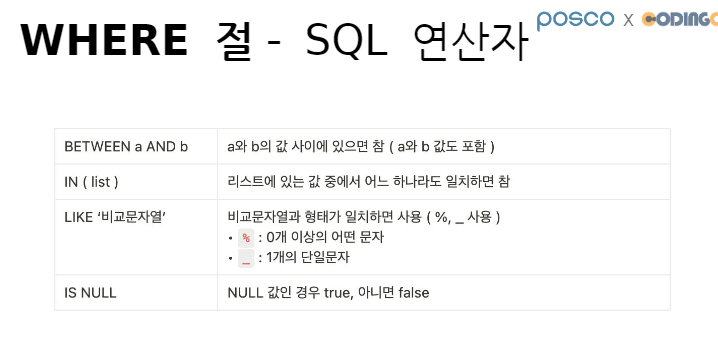 WHERE 절 - SQL 연산자
posco X CODINGO
BETWEEN a AND b
a와 b의 값 사이에 있으면 참 ( a와 b 값도 포함 )
IN ( list )
리스트에 있는 값 중에서 어느 하나라도 일치하면 참
LIKE ‘비교문자열’
비교문자열과 형태가 일치하면 사용 ( %, _ 사용 )
• % : 0개 이상의 어떤 문자
• _ : 1개의 단일문자
IS NULL
NULL 값인 경우 true, 아니면 false